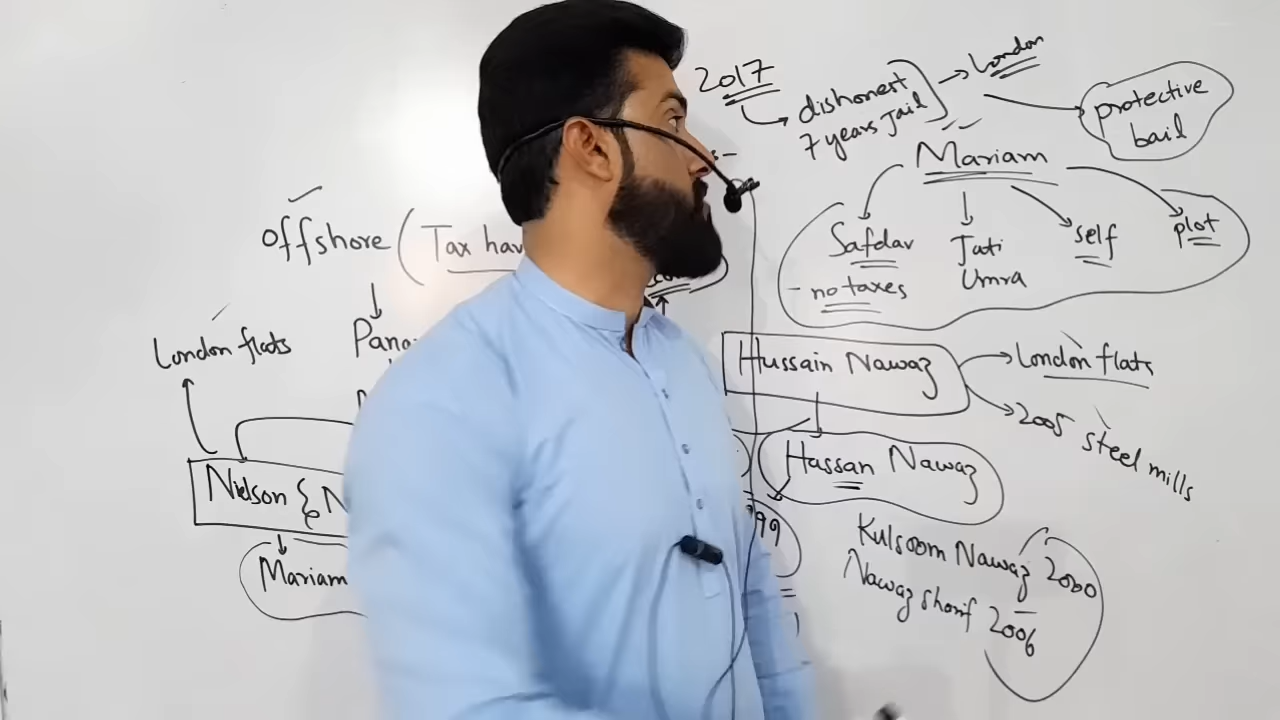 2017
dishonest
7 years Jail
London
protective
bail
Mariam
Safdar
- no taxes
Jati
Umra
self
plot
offshore (Tax hav
Pana
London flats
Nielson & N
Mariam
Hussain Nawaz
London flats
2005 steel mills
Hassan Nawaz
99
Kulsoom Nawaz 2000
Nawaz sharif 2006